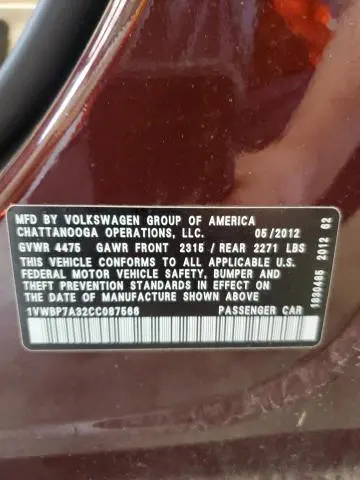 MFD BY VOLKSWAGEN GROUP OF AMERICA
CHATTANOOGA OPERATIONS, LLC. 05/2012
GVWR 4475 GAWR FRONT 2315 / REAR 2271 LBS
THIS VEHICLE CONFORMS TO ALL APPLICABLE U.S.
FEDERAL MOTOR VEHICLE SAFETY, BUMPER AND
THEFT PREVENTION STANDARDS IN EFFECT ON THE
DATE OF MANUFACTURE SHOWN ABOVE.
1VWBP7A32CC087566 PASSENGER CAR
1930485 2012 62